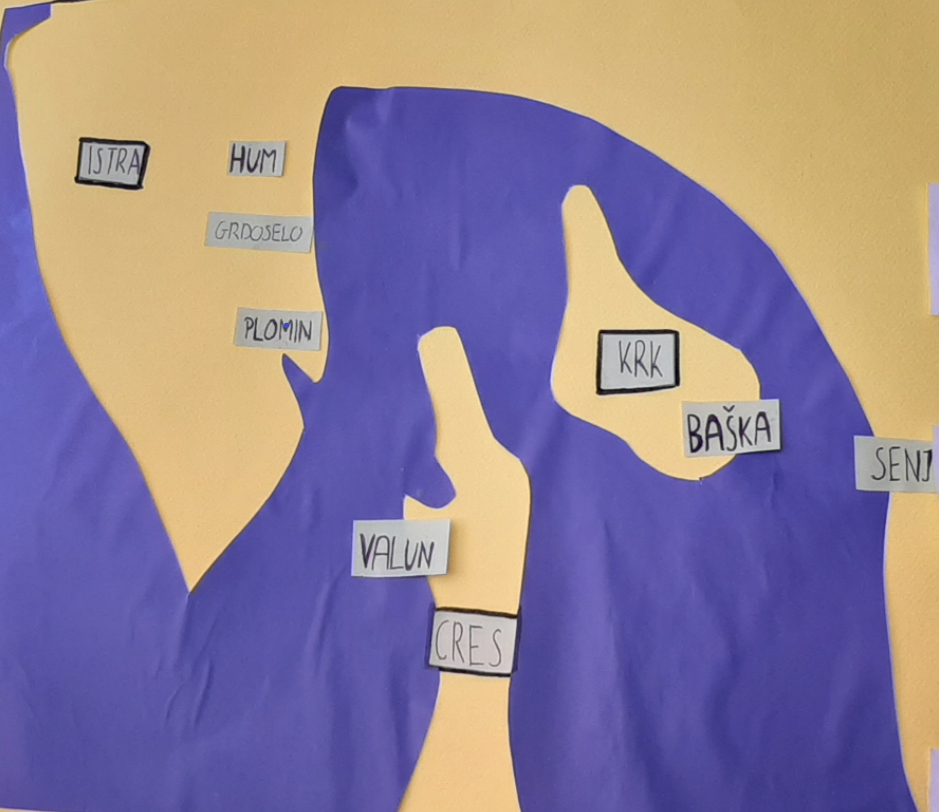 ISTRA
HUM
GRDOSELO
PLOMIN
KRK
BAŠKA
SENJ
VALUN
CRES